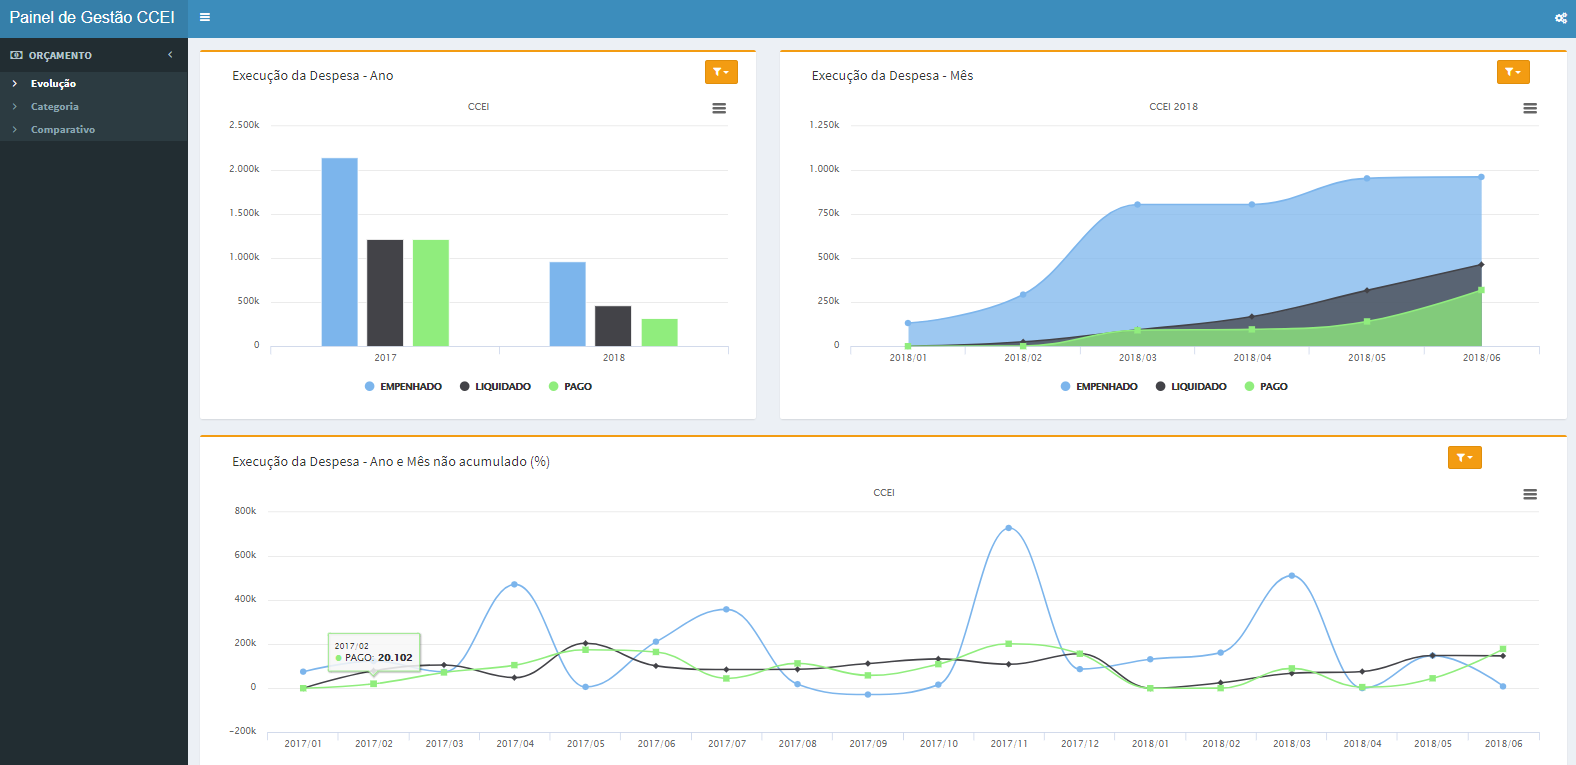 Painel de Gestão CCEI
ORÇAMENTO
Evolução
Categoria
Comparativo
Execução da Despesa - Ano
CCEI
2.500k
2.000k
1.500k
1.000k
500k
0
2017
2018
EMPENHADO
LIQUIDADO
PAGO
Execução da Despesa - Mês
CCEI 2018
1.250k
1.000k
750k
500k
250k
0
2018/01
2018/02
2018/03
2018/04
2018/05
2018/06
EMPENHADO
LIQUIDADO
PAGO
Execução da Despesa - Ano e Mês não acumulado (%)
CCEI
800k
600k
400k
200k
0
-200k
2017/02
PAGO: 20.102
2017/01
2017/02
2017/03
2017/04
2017/05
2017/06
2017/07
2017/08
2017/09
2017/10
2017/11
2017/12
2018/01
2018/02
2018/03
2018/04
2018/05
2018/06